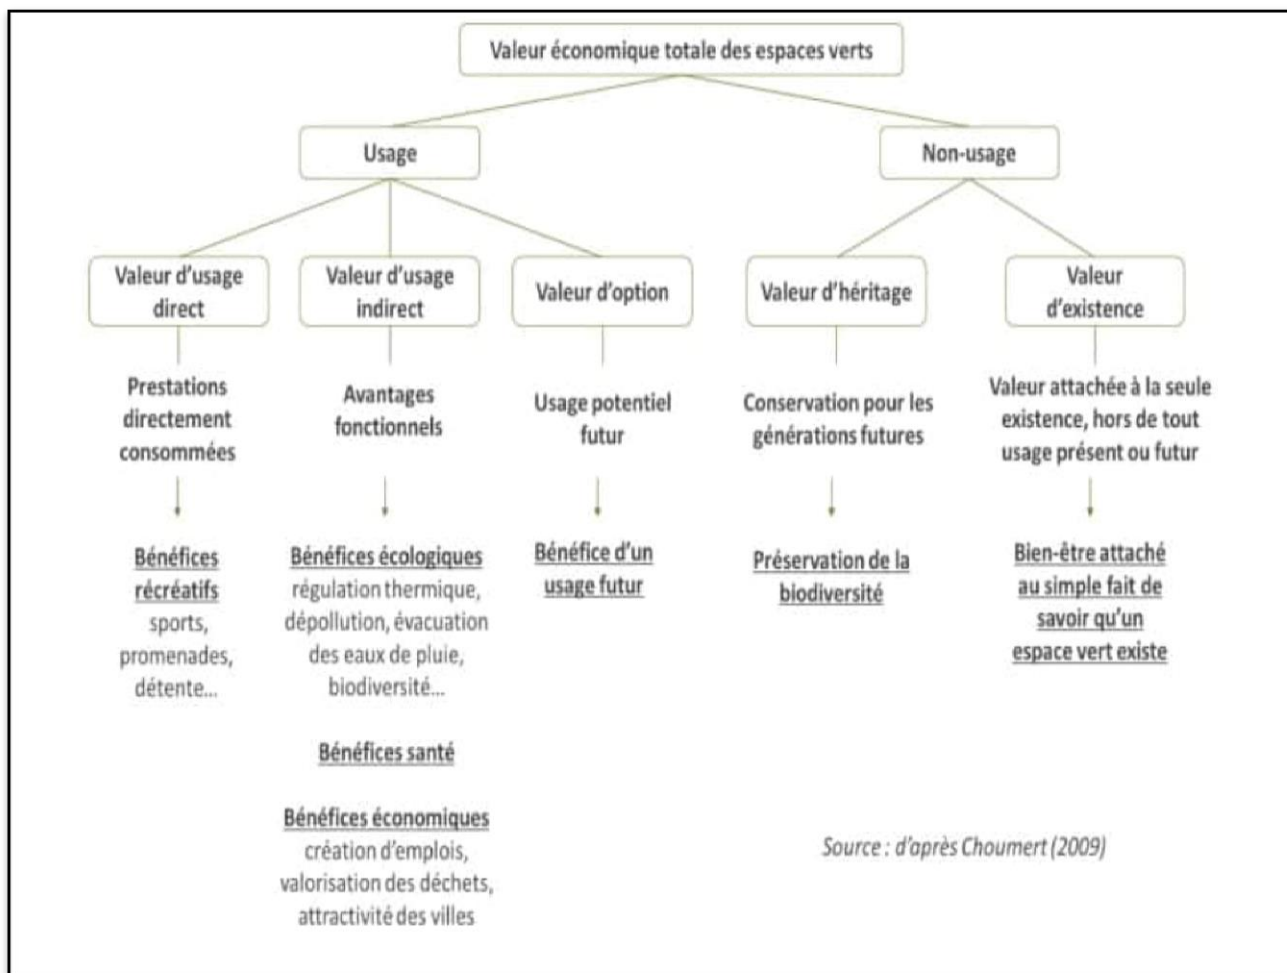 Valeur économique totale des espaces verts
Usage
Non-usage
Valeur d'usage
direct
Valeur d'usage
indirect
Valeur d'option
Valeur d'héritage
Valeur
d'existence
Prestations
directement
consommées
Avantages
fonctionnels
Usage potentiel
futur
Conservation pour les
générations futures
Valeur attachée à la seule
existence, hors de tout
usage présent ou futur
Bénéfices
récréatifs
sports,
promenades,
détente...
Bénéfices écologiques
régulation thermique,
dépollution, évacuation
des eaux de pluie,
biodiversité...
Bénéfices santé
Bénéfices économiques
création d'emplois,
valorisation des déchets,
attractivité des villes
Bénéfice d'un
usage futur
Préservation de la
biodiversité
Bien-être attaché
au simple fait de
savoir qu'un
espace vert existe
Source : d'après Choumert (2009)